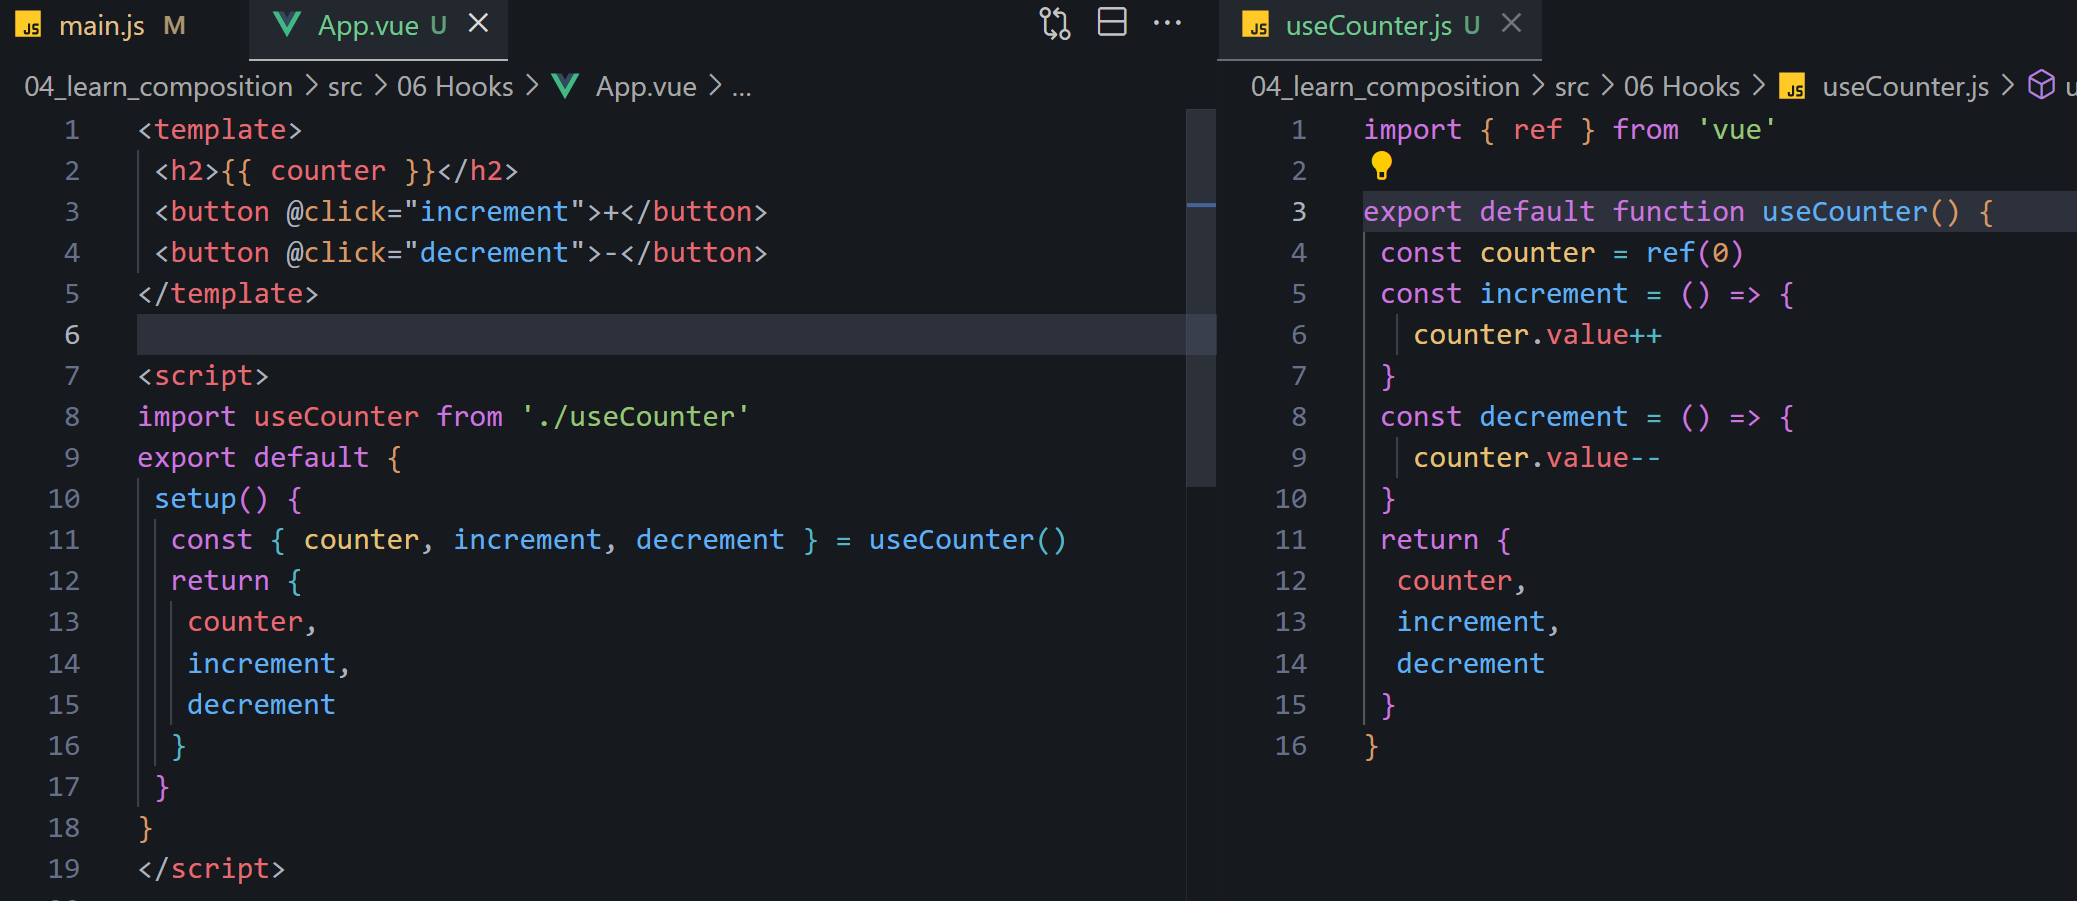 main.js M
App.vue U
04_learn_composition > src > 06 Hooks > App.vue > ...
1 <template>
2 <h2>{{ counter }}</h2>
3 <button @click="increment">+</button>
4 <button @click="decrement">-</button>
5 </template>
6
7 <script>
8 import useCounter from './useCounter'
9 export default {
10 setup() {
11 const { counter, increment, decrement } = useCounter()
12 return {
13 counter,
14 increment,
15 decrement
16 }
17 }
18 }
19 </script>
JS useCounter.js U
04_learn_composition > src > 06 Hooks > JS useCounter.js > u
1 import { ref } from 'vue'
2
3 export default function useCounter() {
4 const counter = ref(0)
5 const increment = () => {
6 counter.value++
7 }
8 const decrement = () => {
9 counter.value--
10 }
11 return {
12 counter,
13 increment,
14 decrement
15 }
16 }